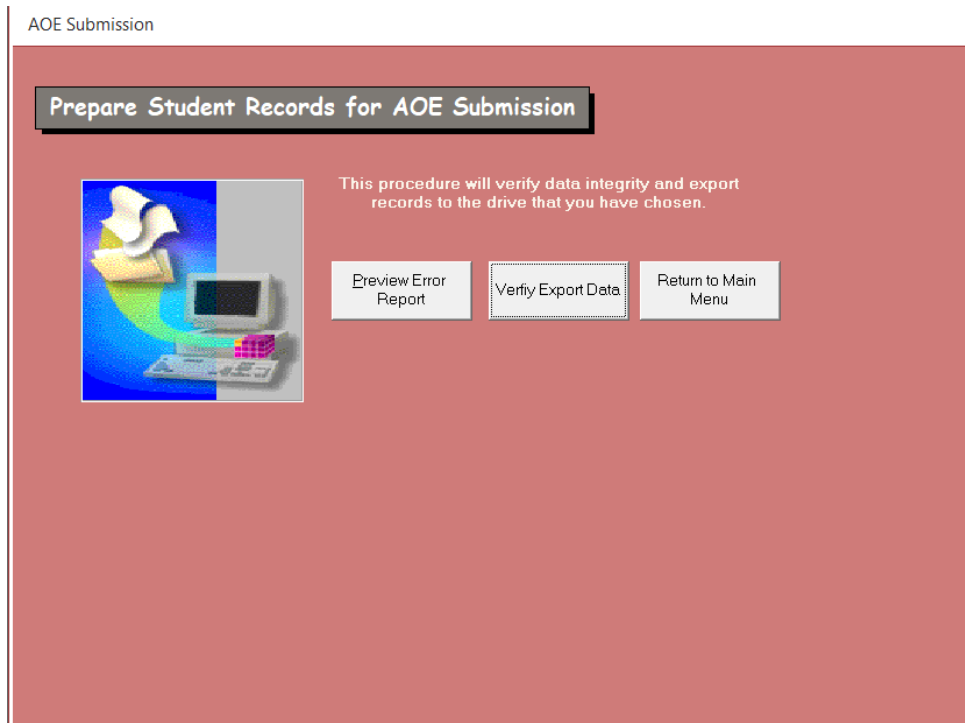 AOE Submission
Prepare Student Records for AOE Submission
This procedure will verify data integrity and export
records to the drive that you have chosen.
Preview Error
Report
Verfiy Export Data
Return to Main
Menu